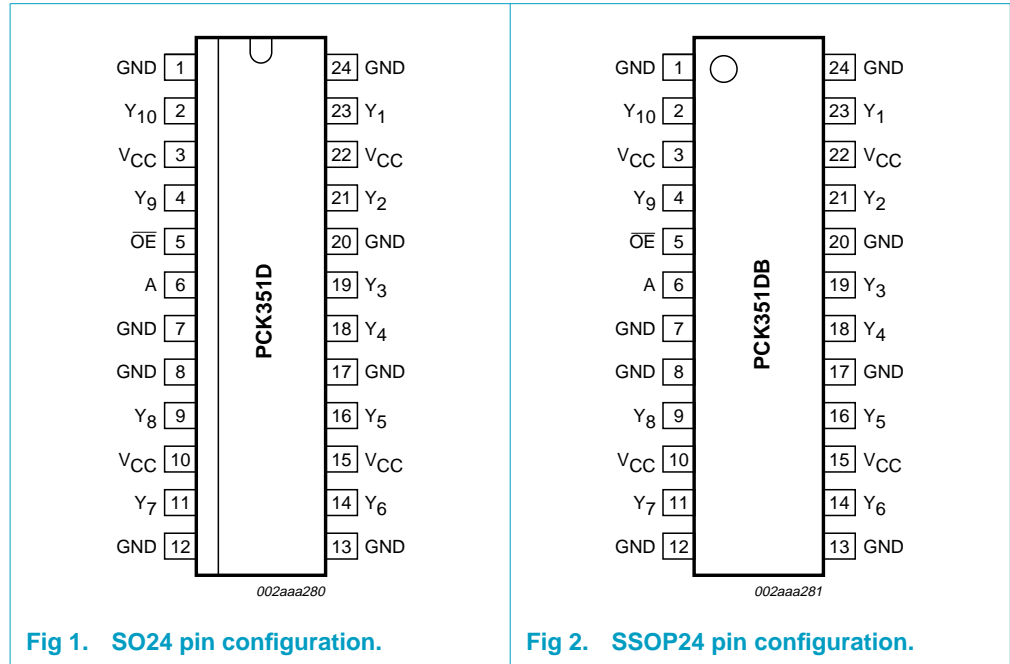 GND 1 24 GND
Y10 2 23 Y1
VCC 3 22 VCC
Y9 4 21 Y2
O̅E̅ 5 20 GND
A 6 19 Y3
GND 7 18 Y4
GND 8 17 GND
Y8 9 16 Y5
VCC 10 15 VCC
Y7 11 14 Y6
GND 12 13 GND
PCK351D
002aaa280
Fig 1. SO24 pin configuration.
GND 1 24 GND
Y10 2 23 Y1
VCC 3 22 VCC
Y9 4 21 Y2
O̅E̅ 5 20 GND
A 6 19 Y3
GND 7 18 Y4
GND 8 17 GND
Y8 9 16 Y5
VCC 10 15 VCC
Y7 11 14 Y6
GND 12 13 GND
PCK351DB
002aaa281
Fig 2. SSOP24 pin configuration.